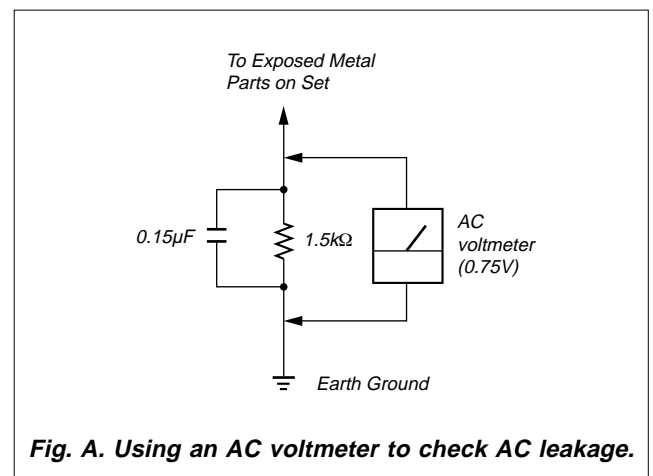 To Exposed Metal
Parts on Set
0.15µF
1.5kΩ
AC
voltmeter
(0.75V)
Earth Ground
Fig. A. Using an AC voltmeter to check AC leakage.